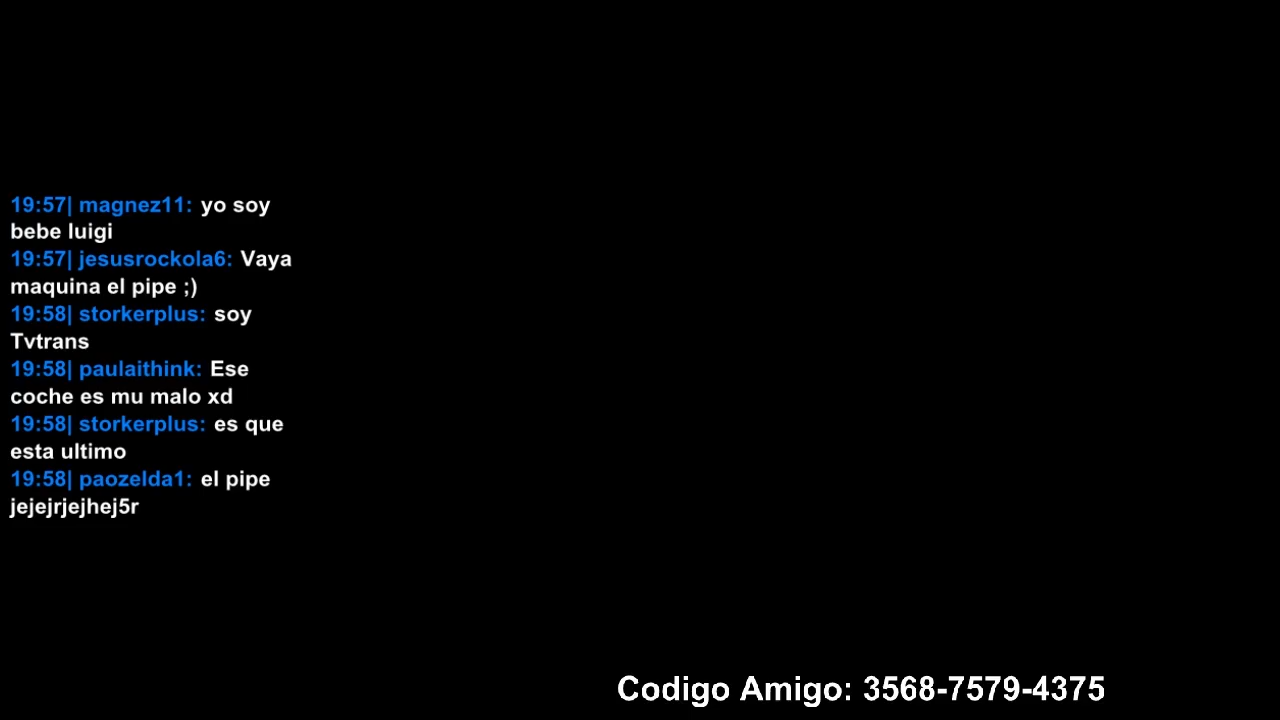 19:57| magnez11: yo soy
bebe luigi
19:57| jesusrockola6: Vaya
maquina el pipe ;)
19:58| storkerplus: soy
Tvtrans
19:58| paulaithink: Ese
coche es mu malo xd
19:58| storkerplus: es que
esta ultimo
19:58| paozelda1: el pipe
jejejrjejhej5r
Codigo Amigo: 3568-7579-4375